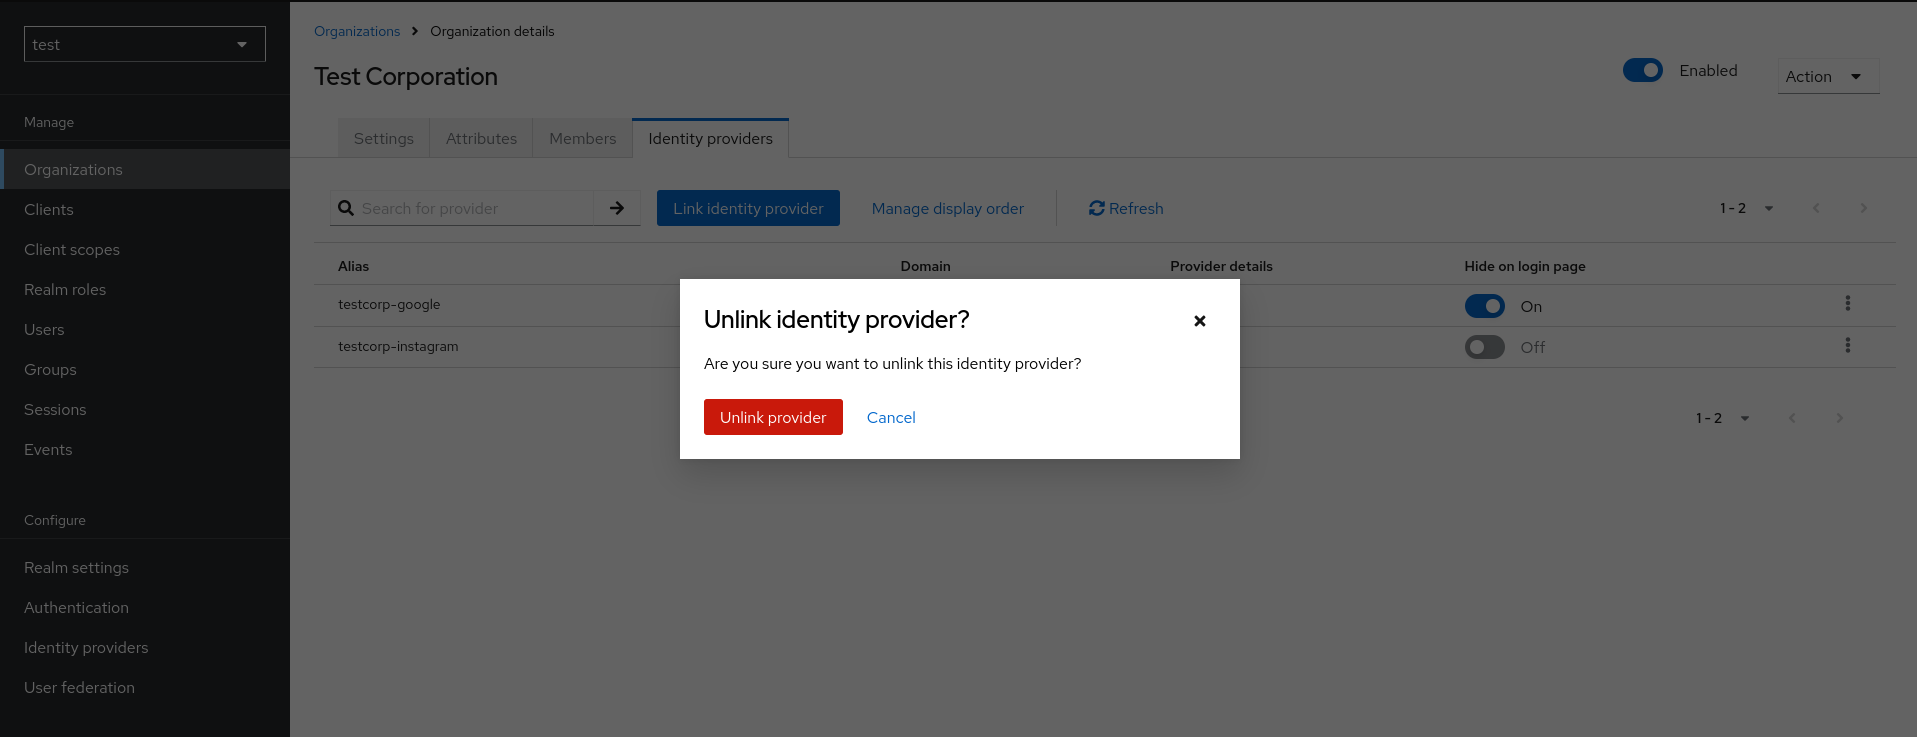 test
Manage
Organizations
Clients
Client scopes
Realm roles
Users
Groups
Sessions
Events
Configure
Realm settings
Authentication
Identity providers
User federation
Organizations Organization details
Test Corporation
Enabled
Action
Settings Attributes Members Identity providers
Search for provider Link identity provider Manage display order Refresh 1 - 2
Alias Domain Provider details Hide on login page
testcorp-google On
testcorp-instagram Off
1 - 2
Unlink identity provider?
Are you sure you want to unlink this identity provider?
Unlink provider Cancel